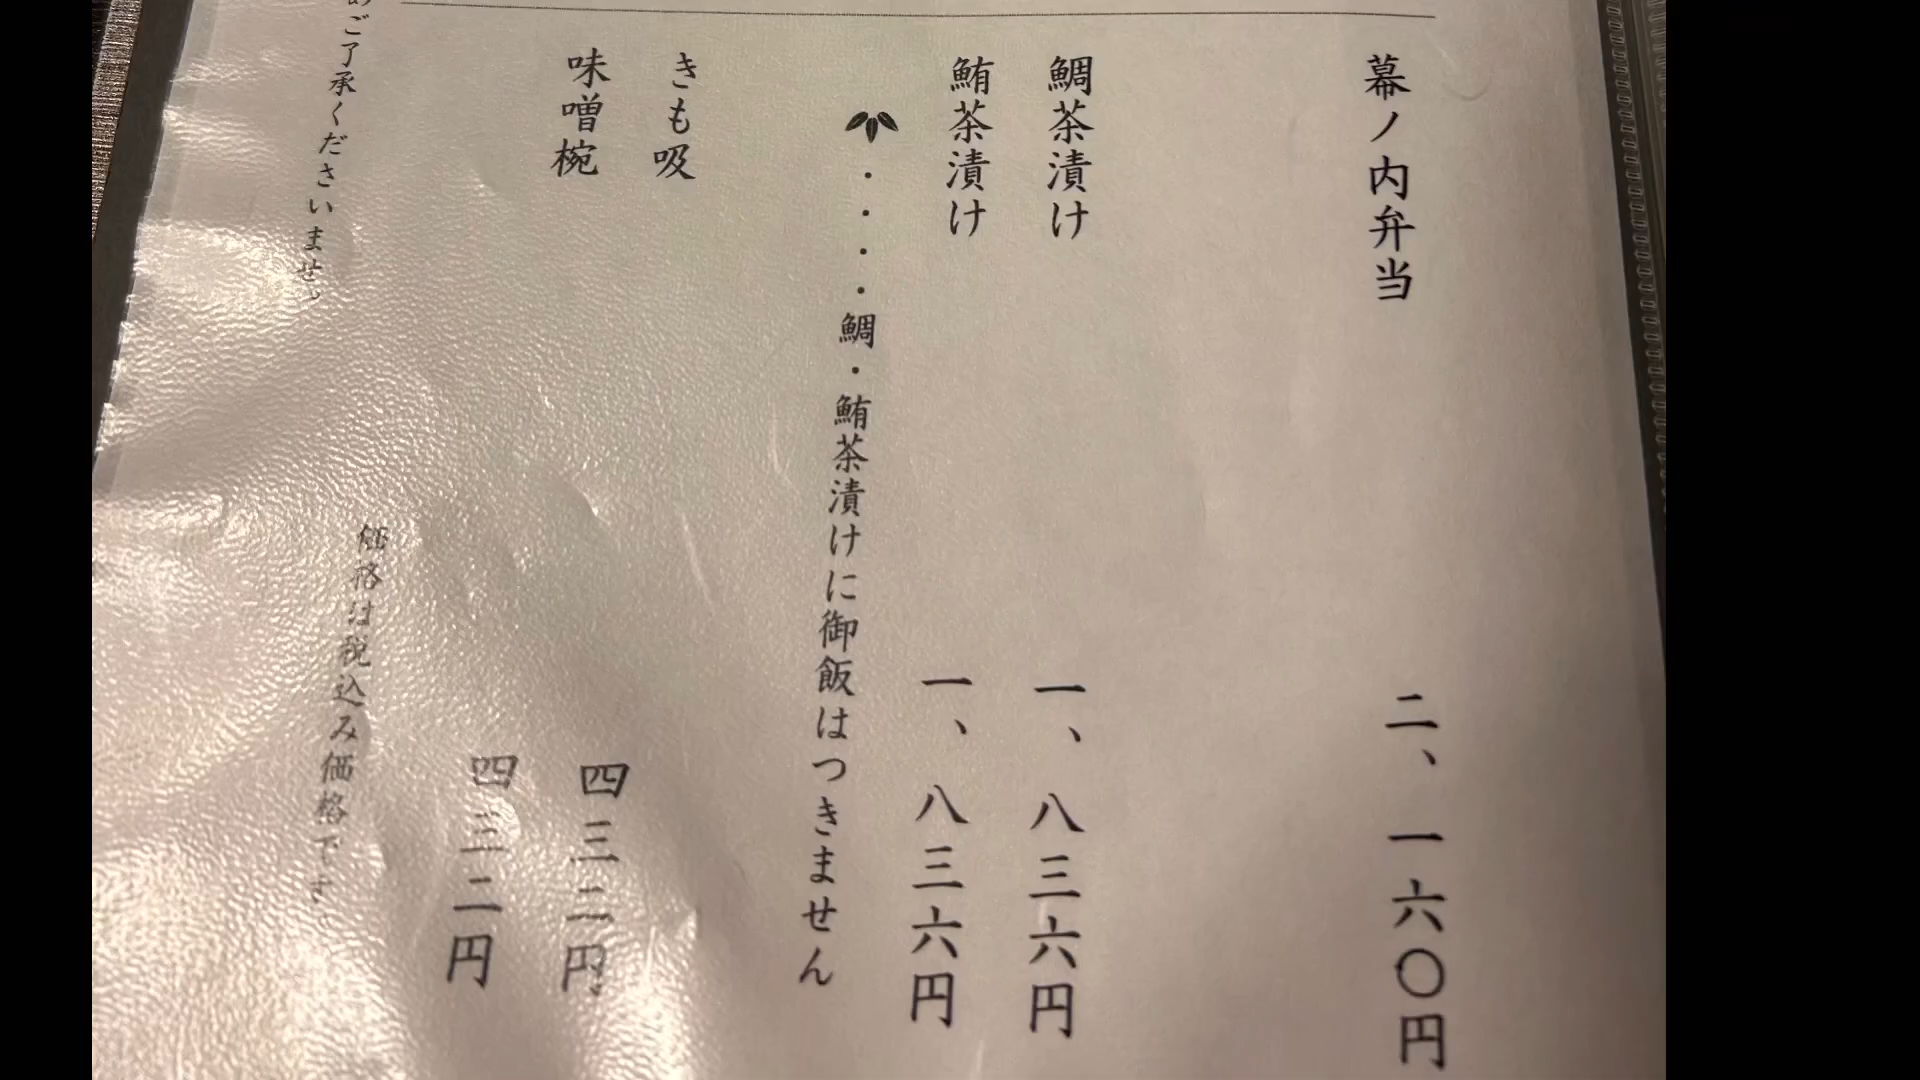 幕ノ内弁当
二、一六〇円
鯛茶漬け
一、八三六円
鮪茶漬け
一、八三六円
・・・・鯛・鮪茶漬けに御飯はつきません
きも吸
四三二円
味噌椀
四三二円
ご了承くださいませ。
価格は税込み価格です